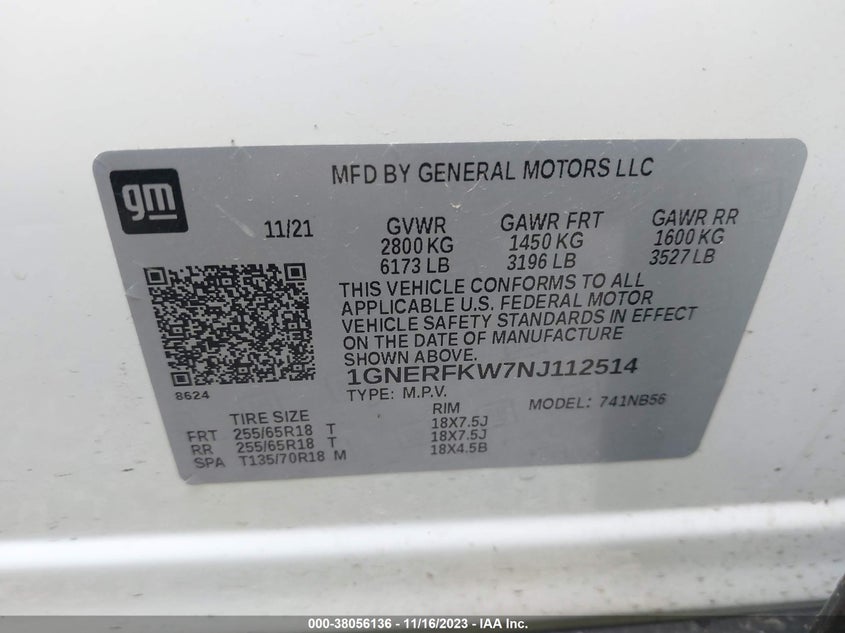 gm
MFD BY GENERAL MOTORS LLC
11/21
GVWR
2800 KG
6173 LB
GAWR FRT
1450 KG
3196 LB
GAWR RR
1600 KG
3527 LB
THIS VEHICLE CONFORMS TO ALL
APPLICABLE U.S. FEDERAL MOTOR
VEHICLE SAFETY STANDARDS IN EFFECT
ON THE DATE OF MANUFACTURE
SHOWN ABOVE.
1GNERFKW7NJ112514
8624
TYPE: M.P.V.
MODEL: 741NB56
TIRE SIZE RIM
FRT 255/65R18 T 18X7.5J
RR 255/65R18 T 18X7.5J
SPA T135/70R18 M 18X4.5B
000-38056136 - 11/16/2023 - IAA Inc.